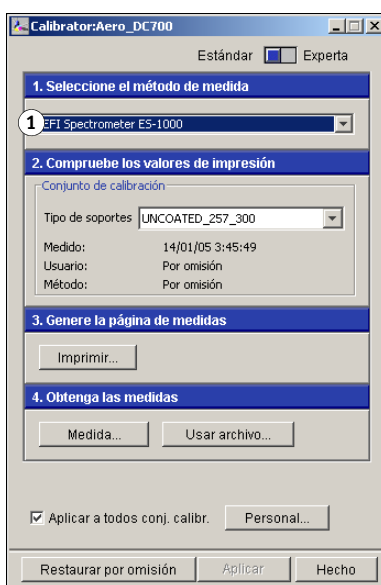 Calibrator:Aero_DC700
Estándar Experta
1. Seleccione el método de medida
1 EFI Spectrometer ES-1000
2. Compruebe los valores de impresión
Conjunto de calibración
Tipo de soportes UNCOATED_257_300
Medido: 14/01/05 3:45:49
Usuario: Por omisión
Método: Por omisión
3. Genere la página de medidas
Imprimir...
4. Obtenga las medidas
Medida... Usar archivo...
Aplicar a todos conj. calibr. Personal...
Restaurar por omisión Aplicar Hecho